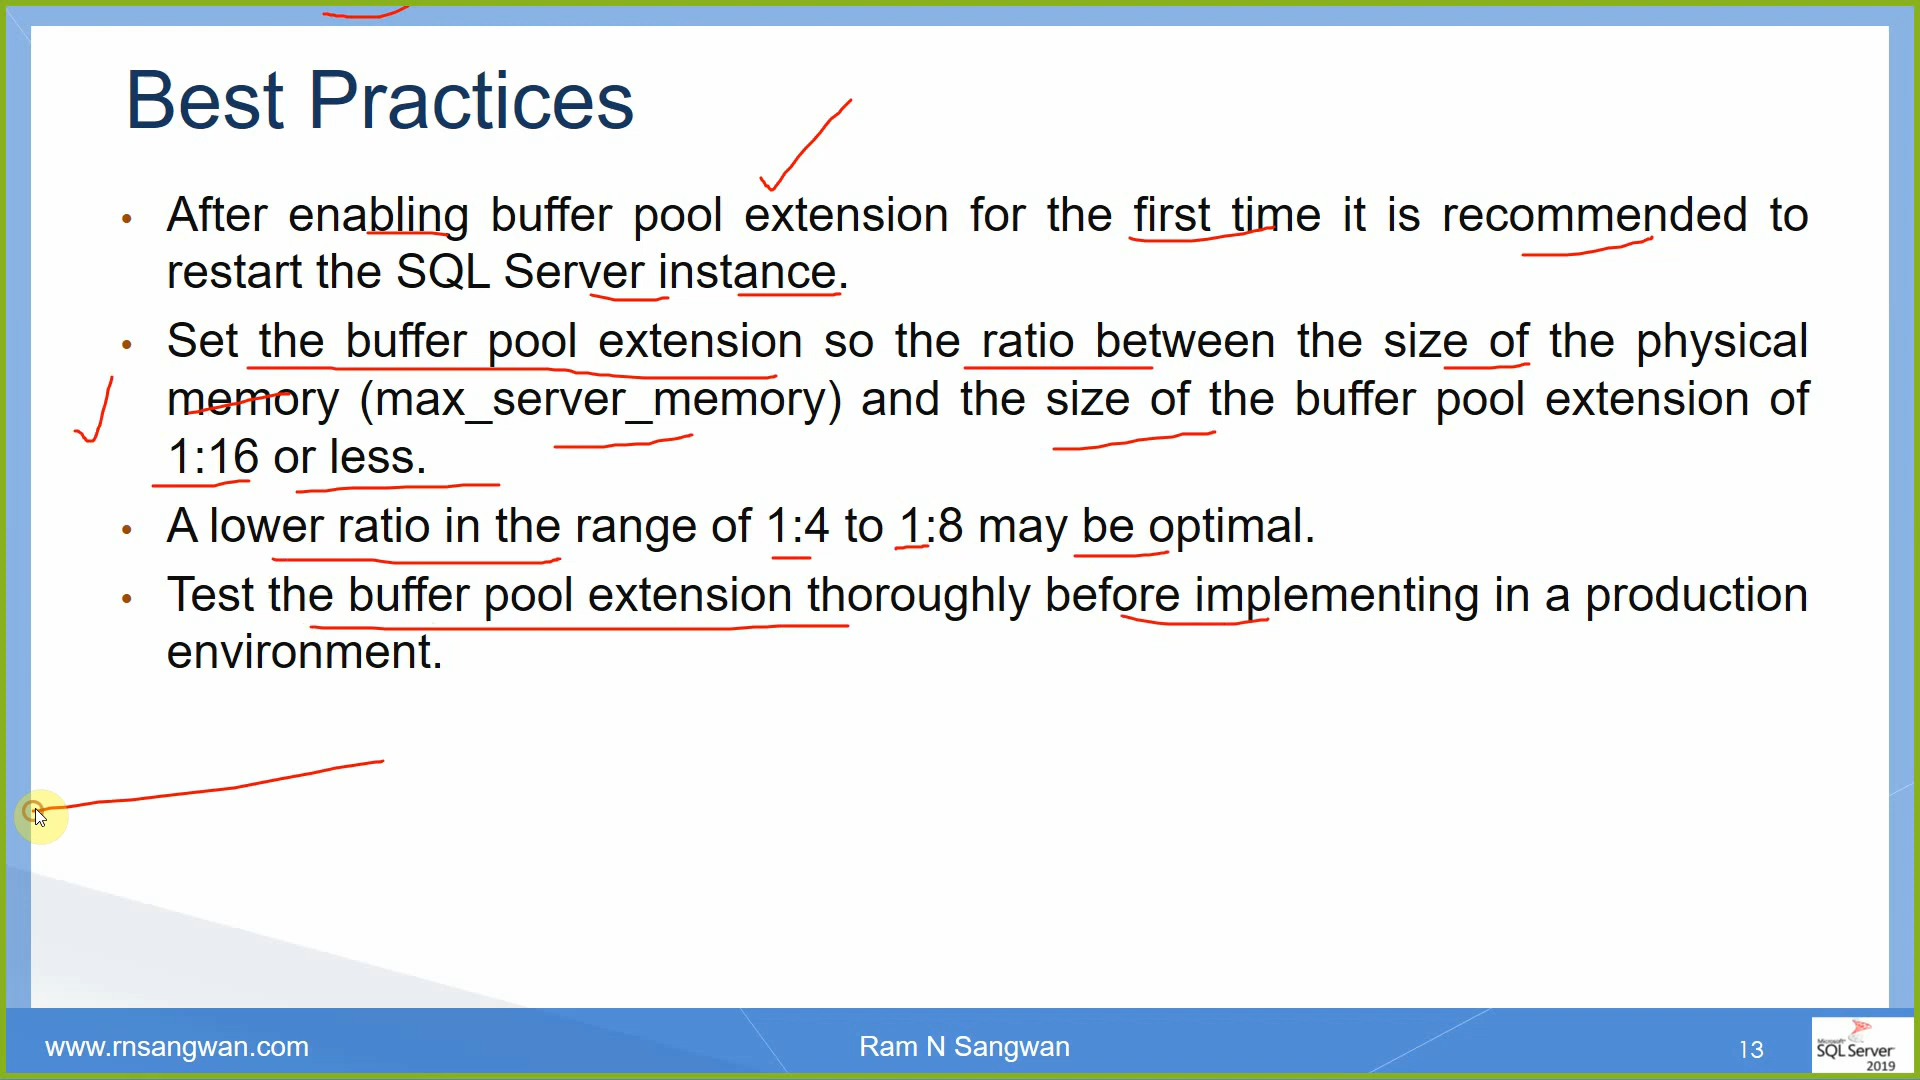 Best Practices
• After enabling buffer pool extension for the first time it is recommended to
restart the SQL Server instance.
• Set the buffer pool extension so the ratio between the size of the physical
memory (max_server_memory) and the size of the buffer pool extension of
1:16 or less.
• A lower ratio in the range of 1:4 to 1:8 may be optimal.
• Test the buffer pool extension thoroughly before implementing in a production
environment.
www.rnsangwan.com
Ram N Sangwan
13
Microsoft
SQL Server
2019